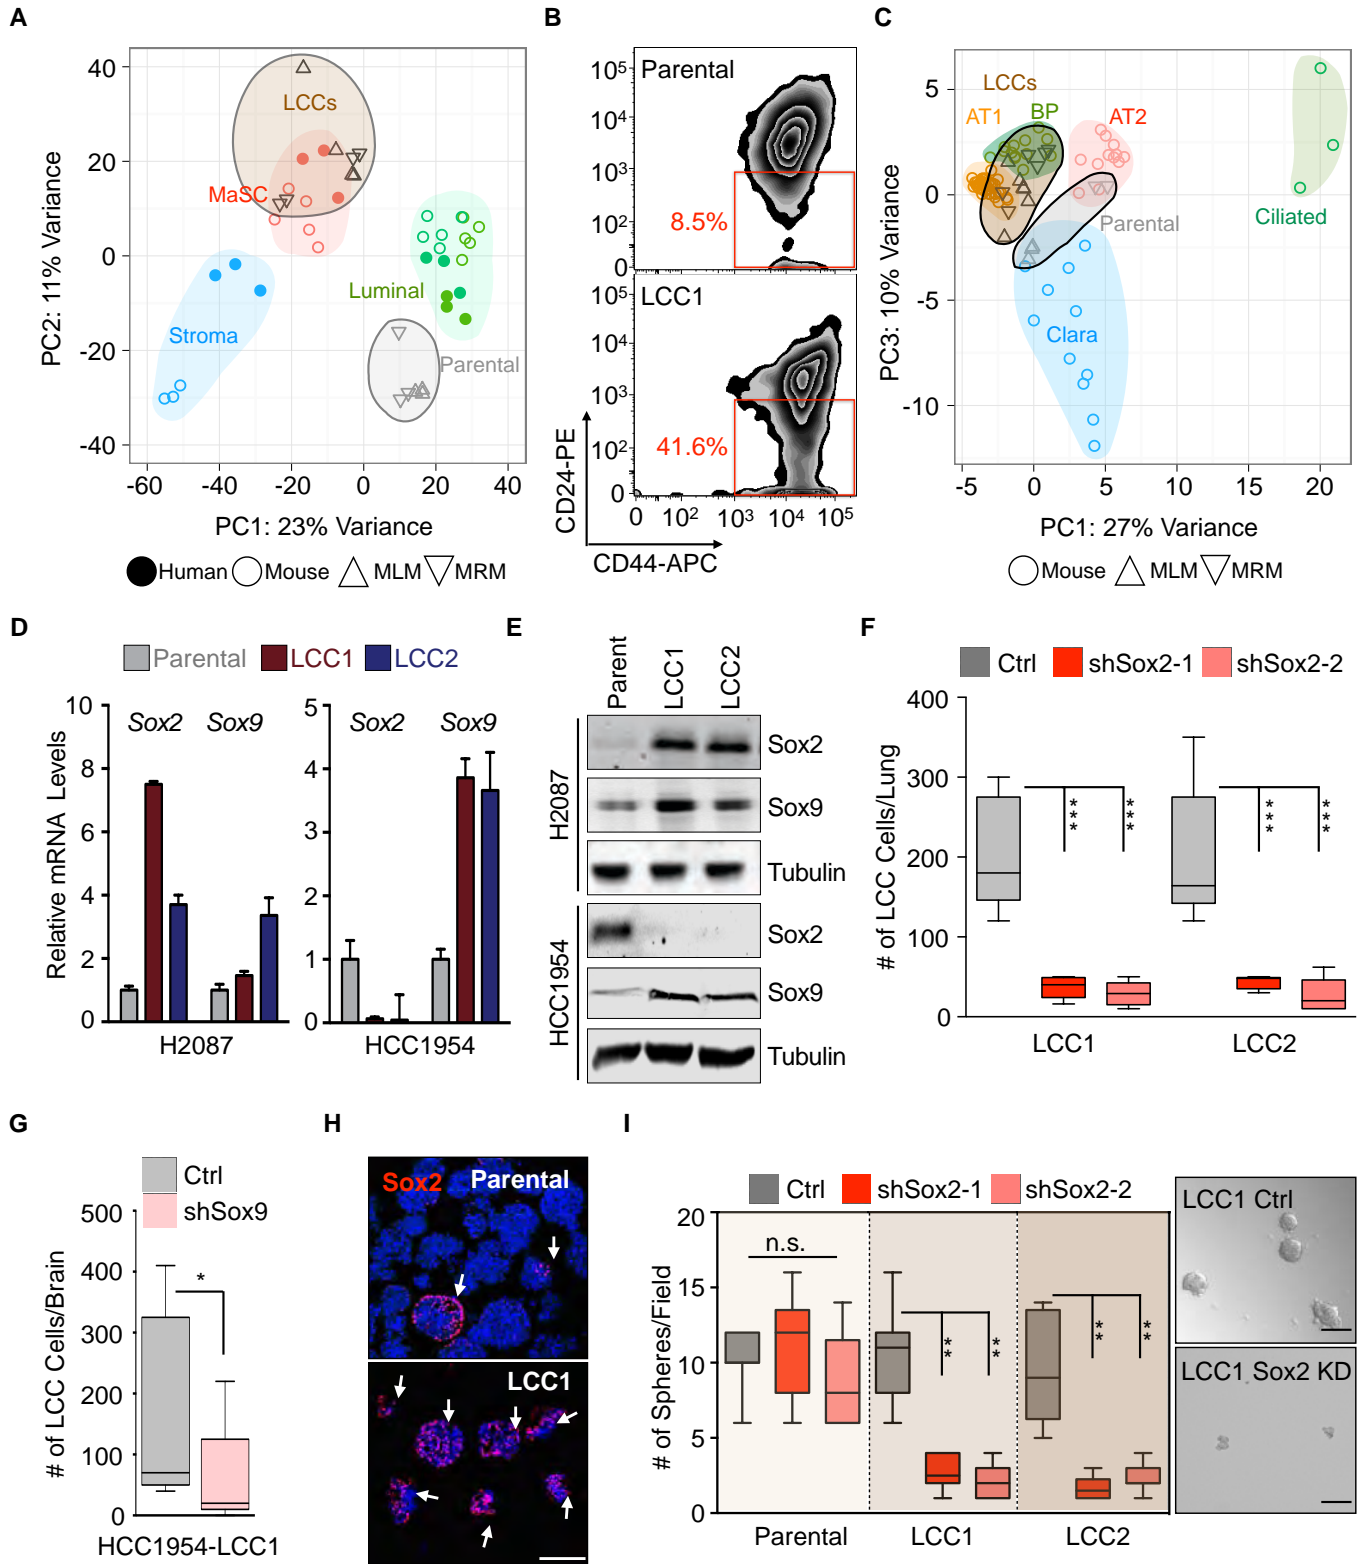 A
40
20
0
-20
-40
PC2: 11% Variance
LCCs
MaSC
Luminal
Stroma
Parental
-60 -40 -20 0 20 40
PC1: 23% Variance
Human Mouse MLM MRM
B
Parental
10⁵
10⁴
10³
10²
0
8.5%
LCC1
10⁵
10⁴
10³
10²
0
41.6%
CD24-PE
0 10² 10³ 10⁴ 10⁵
CD44-APC
C
5
0
-5
-10
PC3: 10% Variance
LCCs
AT1 BP AT2
Parental
Ciliated
Clara
-5 0 5 10 15 20
PC1: 27% Variance
Mouse MLM MRM
D
Parental LCC1 LCC2
Relative mRNA Levels
10
8
6
4
2
0
Sox2 Sox9
H2087
5
4
3
2
1
0
Sox2 Sox9
HCC1954
E
Parent LCC1 LCC2
H2087
Sox2
Sox9
Tubulin
HCC1954
Sox2
Sox9
Tubulin
F
Ctrl shSox2-1 shSox2-2
# of LCC Cells/Lung
400
300
200
100
0
*** *** *** ***
LCC1 LCC2
G
Ctrl
shSox9
# of LCC Cells/Brain
500
400
300
200
100
0
*
HCC1954-LCC1
H
Sox2 Parental
LCC1
I
Ctrl shSox2-1 shSox2-2
# of Spheres/Field
20
15
10
5
0
n.s.
** ** ** **
Parental LCC1 LCC2
LCC1 Ctrl
LCC1 Sox2 KD